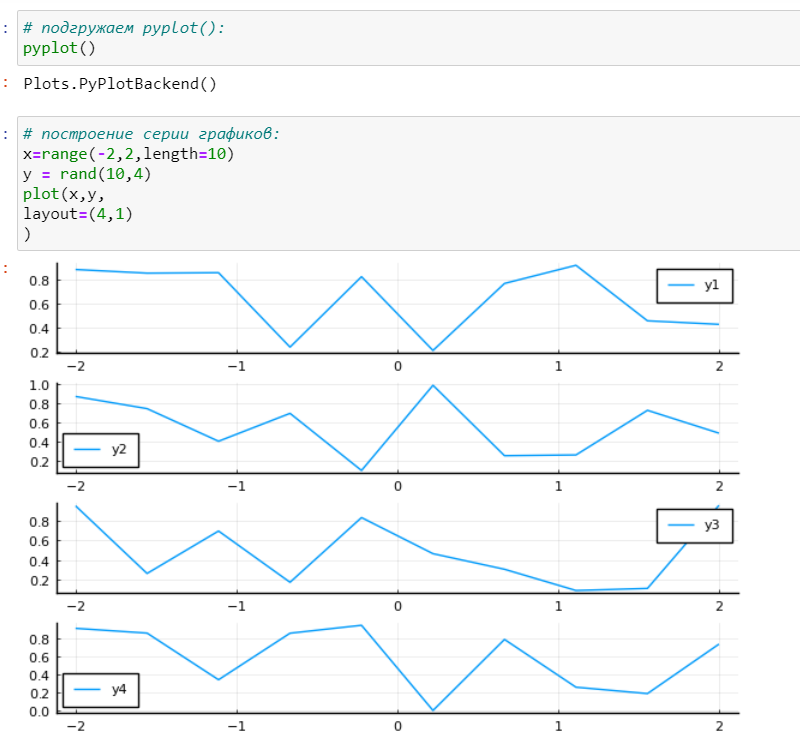 : # подгружаем pyplot():
pyplot()
: Plots.PyPlotBackend()
: # построение серии графиков:
x=range(-2,2,length=10)
y = rand(10,4)
plot(x,y,
layout=(4,1)
)
:
0.8
0.6
0.4
0.2
y1
−2 −1 0 1 2
1.0
0.8
0.6
0.4
0.2
y2
−2 −1 0 1 2
0.8
0.6
0.4
0.2
y3
−2 −1 0 1 2
0.8
0.6
0.4
0.2
0.0
y4
−2 −1 0 1 2